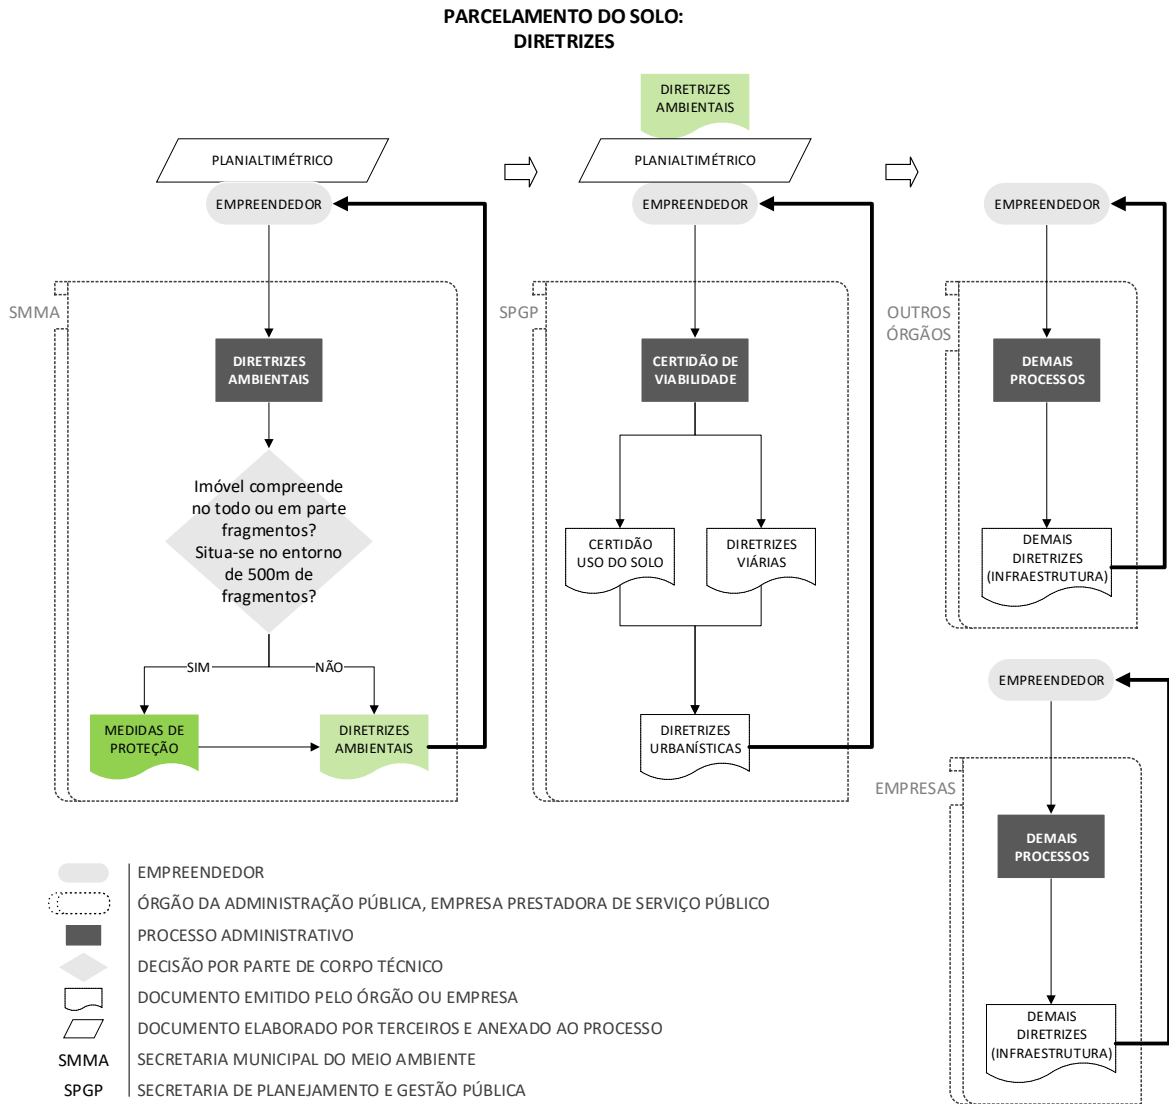 PARCELAMENTO DO SOLO:
DIRETRIZES
PLANIALTIMÉTRICO
EMPREENDEDOR
SMMA
DIRETRIZES
AMBIENTAIS
Imóvel compreende
no todo ou em parte
fragmentos?
Situa-se no entorno
de 500m de
fragmentos?
SIM
NÃO
MEDIDAS DE
PROTEÇÃO
DIRETRIZES
AMBIENTAIS
DIRETRIZES
AMBIENTAIS
PLANIALTIMÉTRICO
EMPREENDEDOR
SPGP
CERTIDÃO DE
VIABILIDADE
CERTIDÃO
USO DO SOLO
DIRETRIZES
VIÁRIAS
DIRETRIZES
URBANÍSTICAS
EMPREENDEDOR
OUTROS
ÓRGÃOS
DEMAIS
PROCESSOS
DEMAIS
DIRETRIZES
(INFRAESTRUTURA)
EMPREENDEDOR
EMPRESAS
DEMAIS
PROCESSOS
DEMAIS
DIRETRIZES
(INFRAESTRUTURA)
EMPREENDEDOR
ÓRGÃO DA ADMINISTRAÇÃO PÚBLICA, EMPRESA PRESTADORA DE SERVIÇO PÚBLICO
PROCESSO ADMINISTRATIVO
DECISÃO POR PARTE DE CORPO TÉCNICO
DOCUMENTO EMITIDO PELO ÓRGÃO OU EMPRESA
DOCUMENTO ELABORADO POR TERCEIROS E ANEXADO AO PROCESSO
SMMA SECRETARIA MUNICIPAL DO MEIO AMBIENTE
SPGP SECRETARIA DE PLANEJAMENTO E GESTÃO PÚBLICA